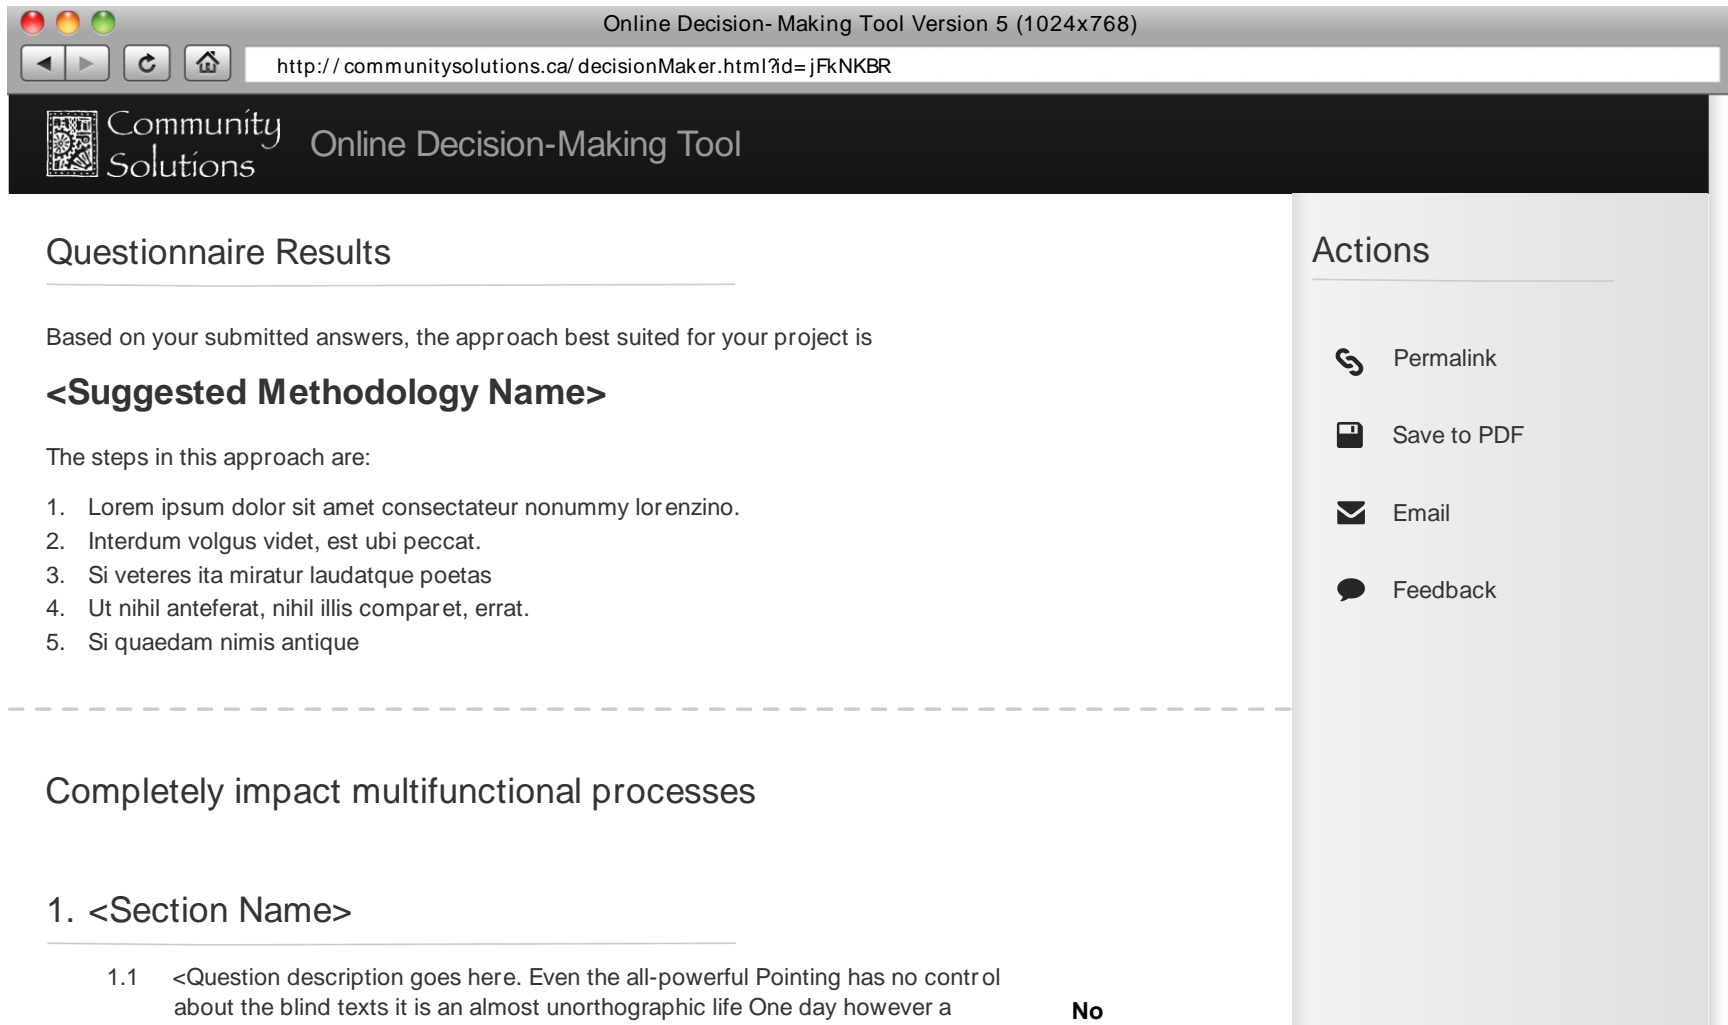 Online Decision-Making Tool Version 5 (1024x768)
http://communitysolutions.ca/decisionMaker.html?id=jFkNKBR
Community
Solutions
Online Decision-Making Tool
Questionnaire Results
Based on your submitted answers, the approach best suited for your project is
<Suggested Methodology Name>
The steps in this approach are:
1. Lorem ipsum dolor sit amet consectateur nonummy lorenzino.
2. Interdum volgus videt, est ubi peccat.
3. Si veteres ita miratur laudatque poetas
4. Ut nihil anteferat, nihil illis comparet, errat.
5. Si quaedam nimis antique
Completely impact multifunctional processes
1. <Section Name>
1.1 <Question description goes here. Even the all-powerful Pointing has no control
about the blind texts it is an almost unorthographic life One day however a
No
Actions
Permalink
Save to PDF
Email
Feedback